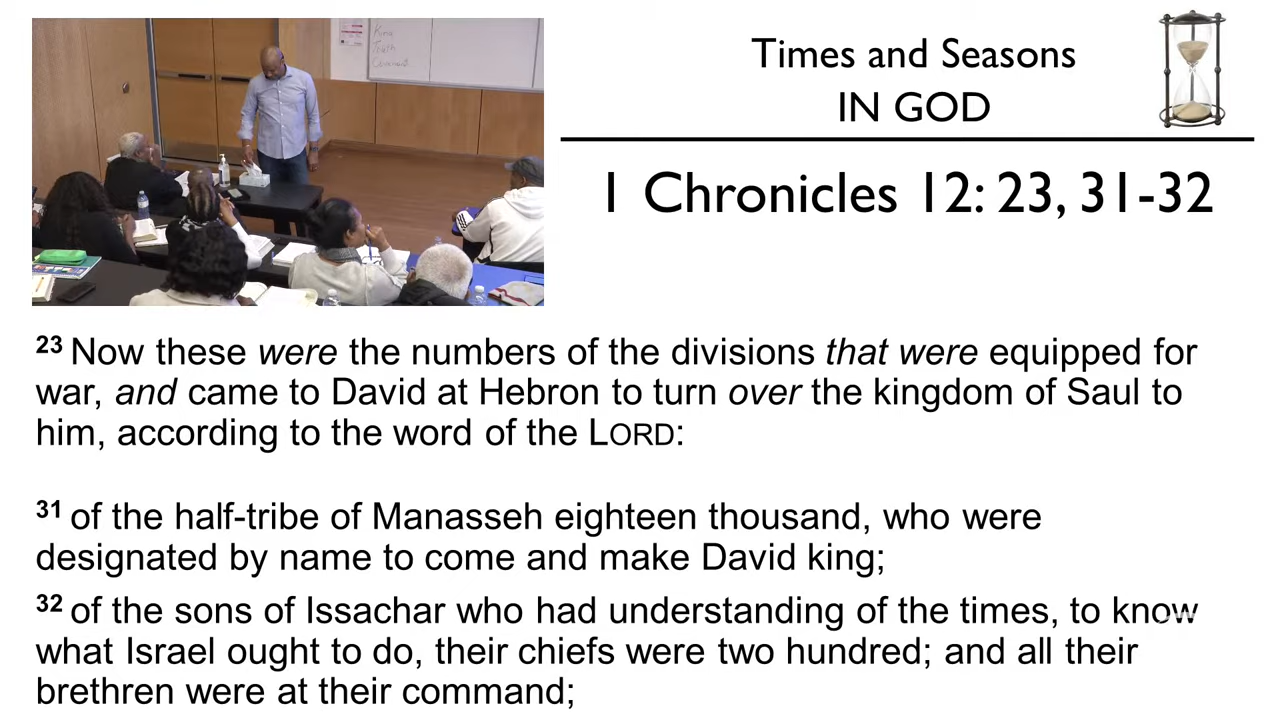 King
Truth
Covenant
Times and Seasons
IN GOD
1 Chronicles 12: 23, 31-32
23 Now these were the numbers of the divisions that were equipped for
war, and came to David at Hebron to turn over the kingdom of Saul to
him, according to the word of the LORD:
31 of the half-tribe of Manasseh eighteen thousand, who were
designated by name to come and make David king;
32 of the sons of Issachar who had understanding of the times, to know
what Israel ought to do, their chiefs were two hundred; and all their
brethren were at their command;